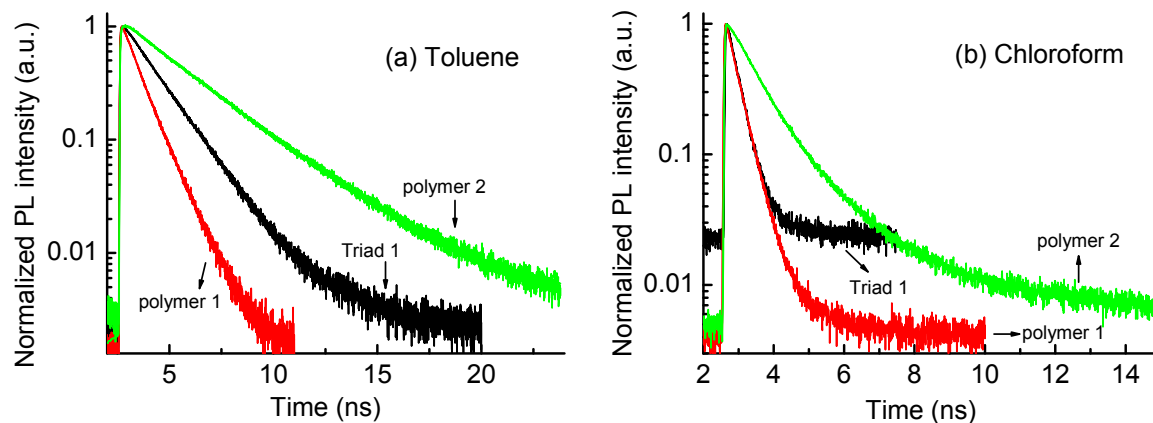 (a) Toluene
Normalized PL intensity (a.u.)
1
0.1
0.01
polymer 2
Triad 1
polymer 1
5
10
15
20
Time (ns)
(b) Chloroform
Normalized PL intensity (a.u.)
1
0.1
0.01
polymer 2
Triad 1
polymer 1
2
4
6
8
10
12
14
Time (ns)